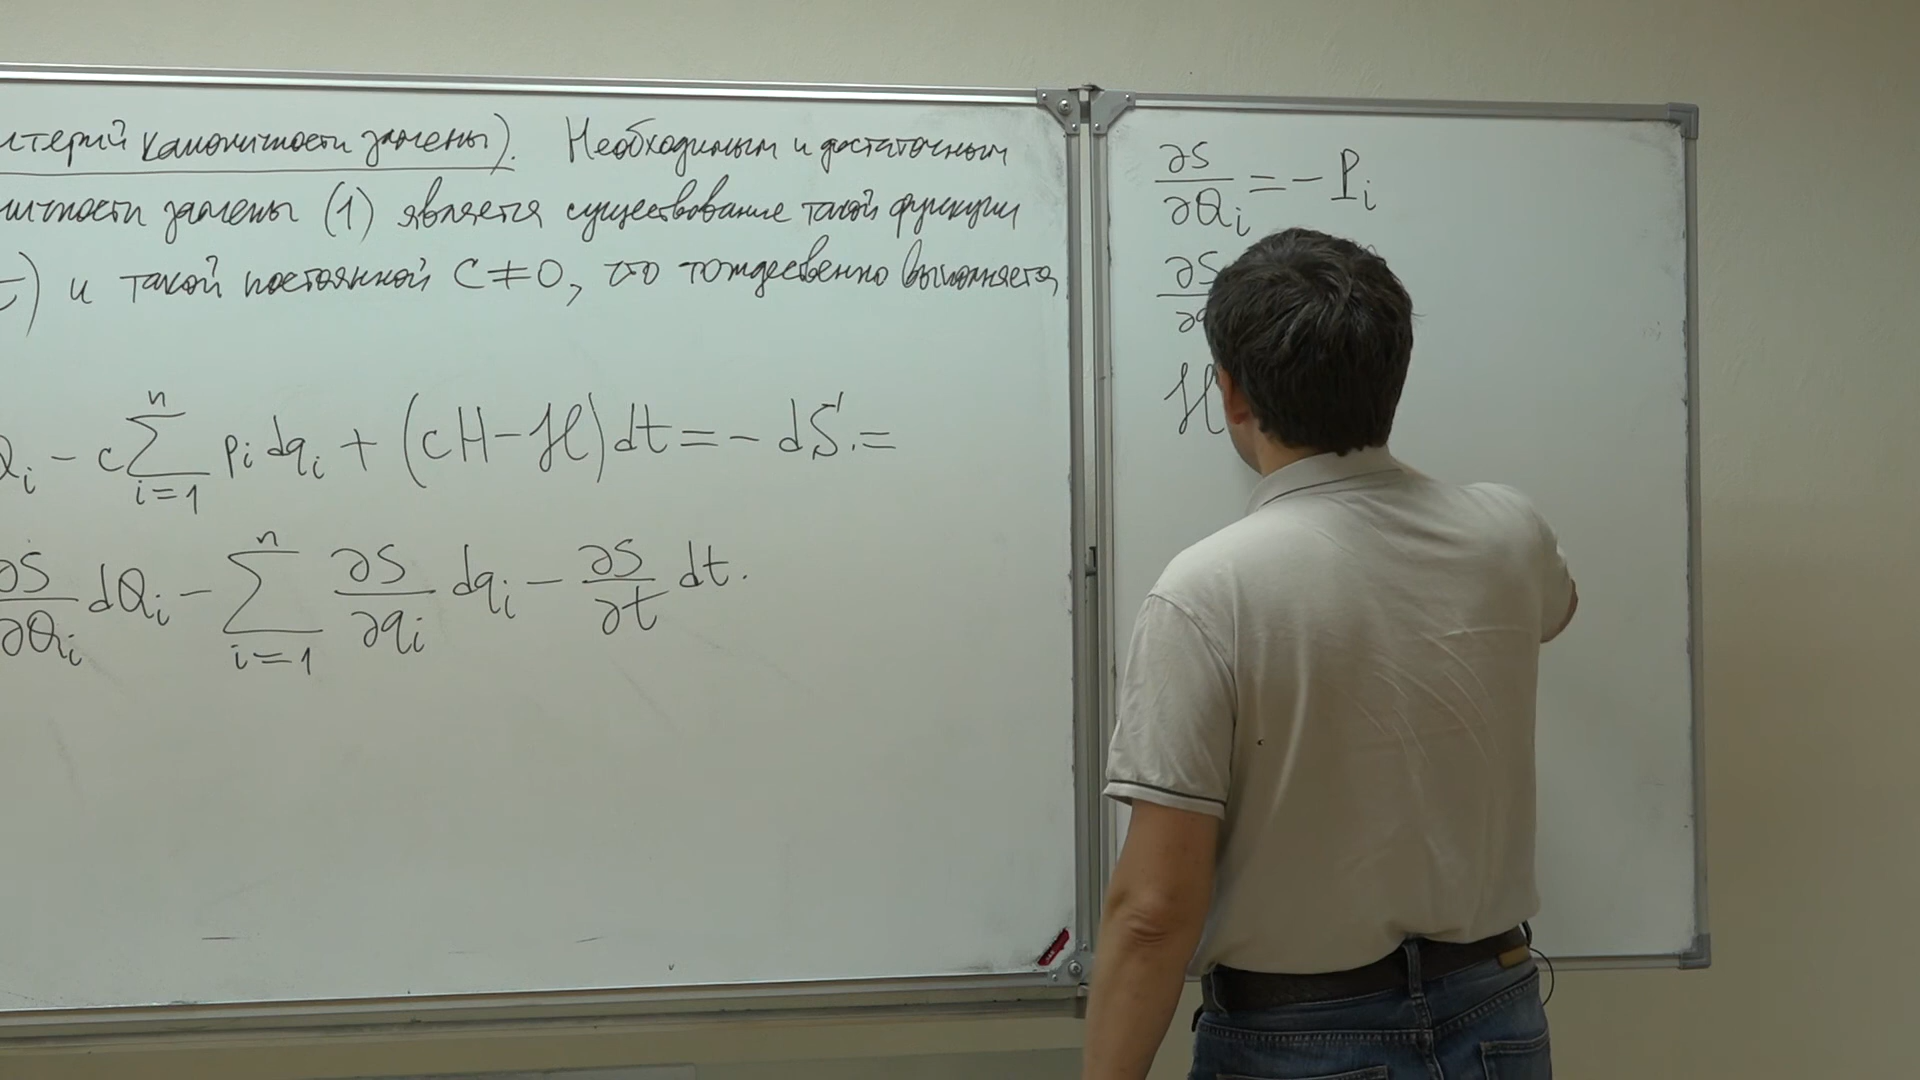 итерий каноничности замены). Необходимым и достаточным
ничности замены (1) является существование такой функции
t) и такой постоянной c ≠ 0, что тождественно выполняется
Q_i - c∑_{i=1}^{n} p_i dq_i + (cH - ℋ)dt = - dS. =
∂S/∂Q_i dQ_i - ∑_{i=1}^{n} ∂S/∂q_i dq_i - ∂S/∂t dt.
∂S/∂Q_i = - P_i
∂S/∂q
ℋ